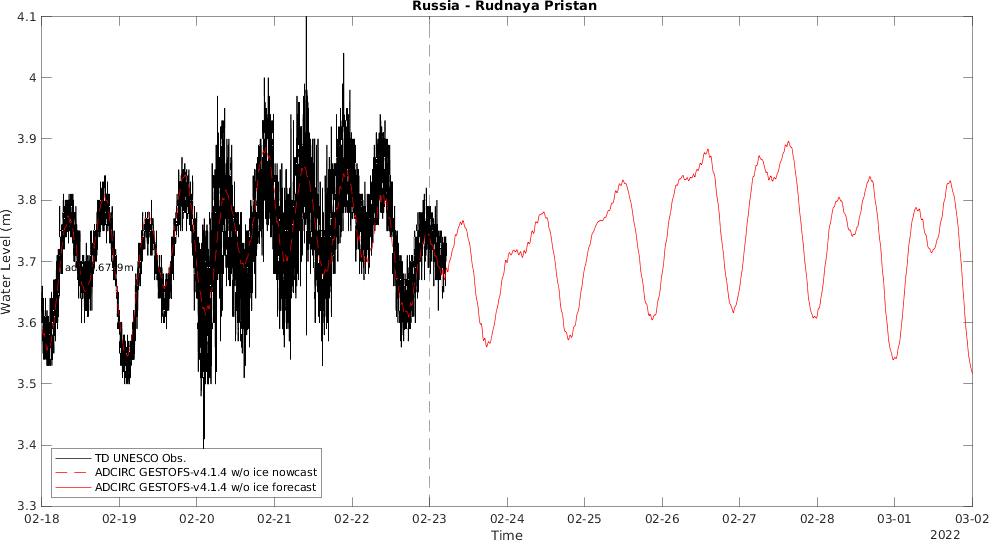 Russia - Rudnaya Pristan
4.1
4
3.9
3.8
3.7
3.6
3.5
3.4
3.3
Water Level (m)
TD UNESCO Obs.
ADCIRC GESTOFS-v4.1.4 w/o ice nowcast
ADCIRC GESTOFS-v4.1.4 w/o ice forecast
02-18 02-19 02-20 02-21 02-22 02-23 02-24 02-25 02-26 02-27 02-28 03-01 03-02
Time
2022